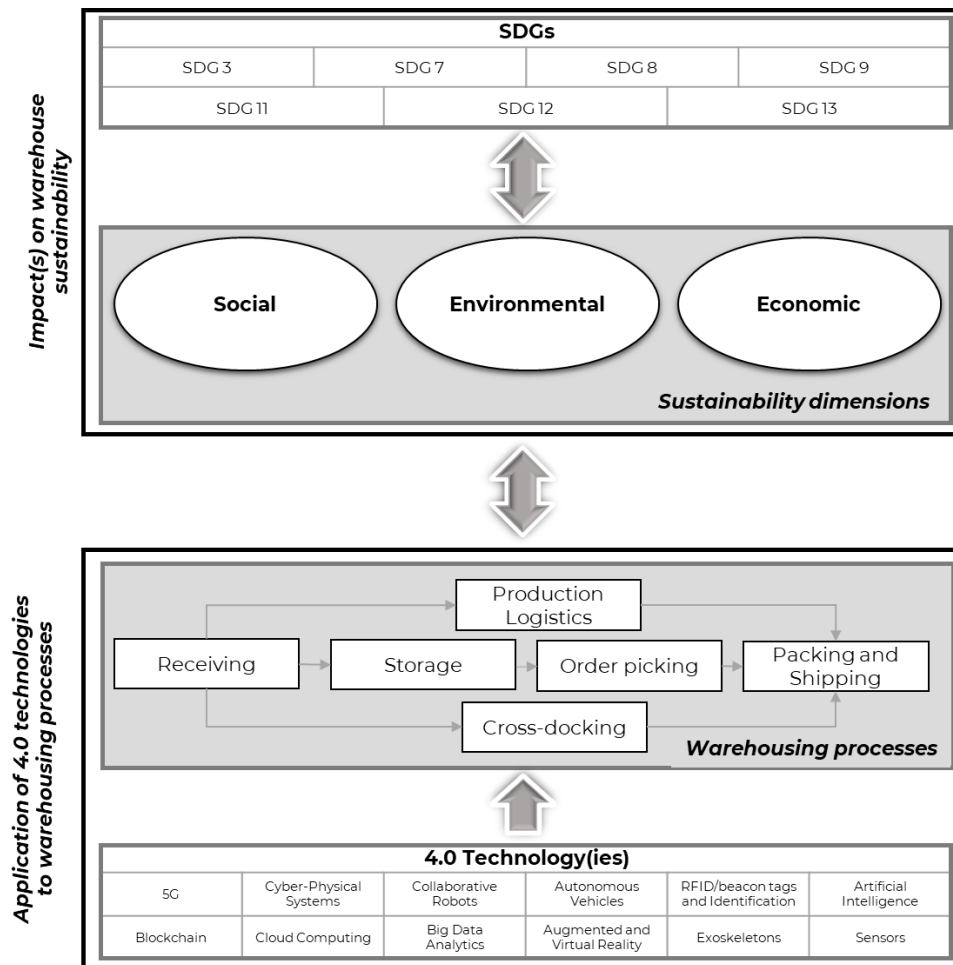 SDGs
SDG 3
SDG 7
SDG 8
SDG 9
SDG 11
SDG 12
SDG 13
Impact(s) on warehouse
sustainability
Social
Environmental
Economic
Sustainability dimensions
Application of 4.0 technologies
to warehousing processes
Production
Logistics
Receiving
Storage
Order picking
Packing and
Shipping
Cross-docking
Warehousing processes
4.0 Technology(ies)
5G
Cyber-Physical
Systems
Collaborative
Robots
Autonomous
Vehicles
RFID/beacon tags
and Identification
Artificial
Intelligence
Blockchain
Cloud Computing
Big Data
Analytics
Augmented and
Virtual Reality
Exoskeletons
Sensors